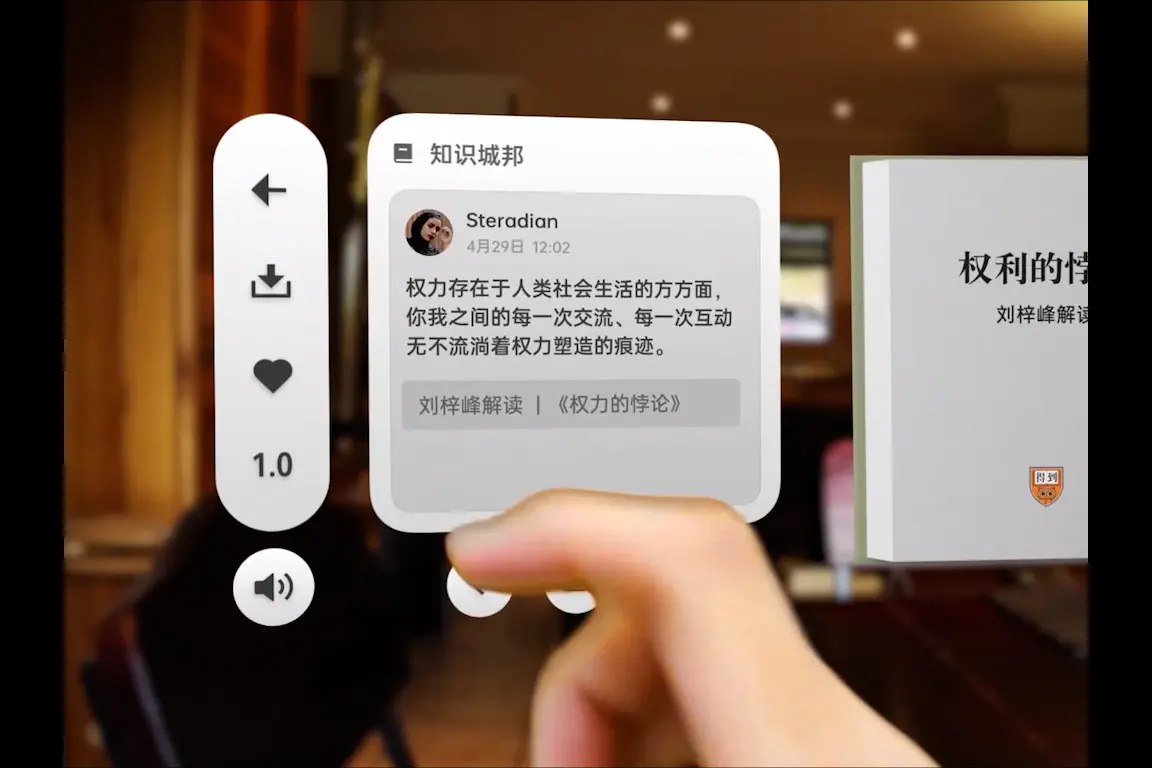 知识城邦
Steradian
4月29日 12:02
权力存在于人类社会生活的方方面，
你我之间的每一次交流、每一次互动
无不流淌着权力塑造的痕迹。
刘梓峰解读 | 《权力的悖论》
1.0
权利的悖
刘梓峰解读
得到